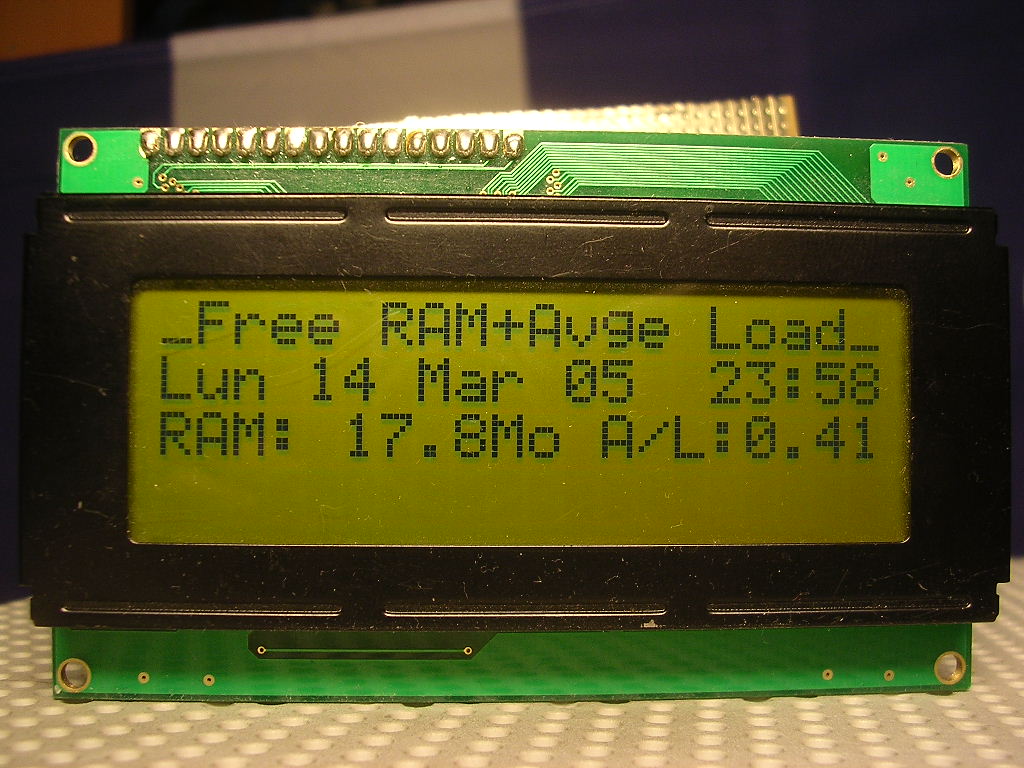 _Free RAM+Avge Load_
Lun 14 Mar 05  23:58
RAM:  17.8Mo A/L:0.41